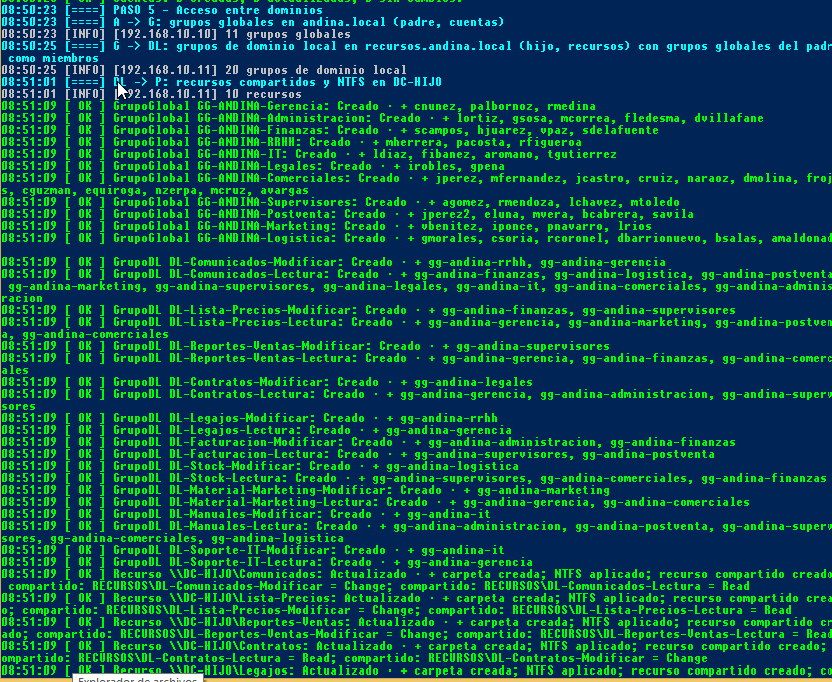 08:50:23 [====] PASO 5 - Acceso entre dominios
08:50:23 [====] A -> G: grupos globales en andina.local (padre, cuentas)
08:50:23 [INFO] [192.168.10.10] 11 grupos globales
08:50:25 [====] G -> DL: grupos de dominio local en recursos.andina.local (hijo, recursos) con grupos globales del padr
 como miembros
08:50:25 [INFO] [192.168.10.11] 20 grupos de dominio local
08:51:01 [====] DL -> P: recursos compartidos y NTFS en DC-HIJO
08:51:01 [INFO] [192.168.10.11] 10 recursos
08:51:09 [ OK ] GrupoGlobal GG-ANDINA-Gerencia: Creado · + cnunez, palbornoz, rmedina
08:51:09 [ OK ] GrupoGlobal GG-ANDINA-Administracion: Creado · + lortiz, gsosa, mcorrea, fledesma, dvillafane
08:51:09 [ OK ] GrupoGlobal GG-ANDINA-Finanzas: Creado · + scampos, hjuarez, vpaz, sdelafuente
08:51:09 [ OK ] GrupoGlobal GG-ANDINA-RRHH: Creado · + mherrera, pacosta, rfigueroa
08:51:09 [ OK ] GrupoGlobal GG-ANDINA-IT: Creado · + ldiaz, fibanez, aromano, tgutierrez
08:51:09 [ OK ] GrupoGlobal GG-ANDINA-Legales: Creado · + irobles, gpena
08:51:09 [ OK ] GrupoGlobal GG-ANDINA-Comerciales: Creado · + jperez, mfernandez, jcastro, cruiz, naraoz, dmolina, froj
s, cguzman, equiroga, nzerpa, mcruz, avargas
08:51:09 [ OK ] GrupoGlobal GG-ANDINA-Supervisores: Creado · + agomez, rmendoza, lchavez, mtoledo
08:51:09 [ OK ] GrupoGlobal GG-ANDINA-Postventa: Creado · + jperez2, eluna, mvera, bcabrera, savila
08:51:09 [ OK ] GrupoGlobal GG-ANDINA-Marketing: Creado · + vbenitez, iponce, pnavarro, lrios
08:51:09 [ OK ] GrupoGlobal GG-ANDINA-Logistica: Creado · + gmorales, csoria, rcoronel, dbarrionuevo, bsalas, amaldonad
08:51:09 [ OK ] GrupoDL DL-Comunicados-Modificar: Creado · + gg-andina-rrhh, gg-andina-gerencia
08:51:09 [ OK ] GrupoDL DL-Comunicados-Lectura: Creado · + gg-andina-finanzas, gg-andina-logistica, gg-andina-postventa
 gg-andina-marketing, gg-andina-supervisores, gg-andina-legales, gg-andina-it, gg-andina-comerciales, gg-andina-adminis
racion
08:51:09 [ OK ] GrupoDL DL-Lista-Precios-Modificar: Creado · + gg-andina-finanzas, gg-andina-supervisores
08:51:09 [ OK ] GrupoDL DL-Lista-Precios-Lectura: Creado · + gg-andina-gerencia, gg-andina-marketing, gg-andina-postven
a, gg-andina-comerciales
08:51:09 [ OK ] GrupoDL DL-Reportes-Ventas-Modificar: Creado · + gg-andina-supervisores
08:51:09 [ OK ] GrupoDL DL-Reportes-Ventas-Lectura: Creado · + gg-andina-gerencia, gg-andina-finanzas, gg-andina-comerc
ales
08:51:09 [ OK ] GrupoDL DL-Contratos-Modificar: Creado · + gg-andina-legales
08:51:09 [ OK ] GrupoDL DL-Contratos-Lectura: Creado · + gg-andina-gerencia, gg-andina-administracion, gg-andina-superv
sores
08:51:09 [ OK ] GrupoDL DL-Legajos-Modificar: Creado · + gg-andina-rrhh
08:51:09 [ OK ] GrupoDL DL-Legajos-Lectura: Creado · + gg-andina-gerencia
08:51:09 [ OK ] GrupoDL DL-Facturacion-Modificar: Creado · + gg-andina-administracion, gg-andina-finanzas
08:51:09 [ OK ] GrupoDL DL-Facturacion-Lectura: Creado · + gg-andina-supervisores, gg-andina-postventa
08:51:09 [ OK ] GrupoDL DL-Stock-Modificar: Creado · + gg-andina-logistica
08:51:09 [ OK ] GrupoDL DL-Stock-Lectura: Creado · + gg-andina-supervisores, gg-andina-comerciales, gg-andina-finanzas
08:51:09 [ OK ] GrupoDL DL-Material-Marketing-Modificar: Creado · + gg-andina-marketing
08:51:09 [ OK ] GrupoDL DL-Material-Marketing-Lectura: Creado · + gg-andina-gerencia, gg-andina-comerciales
08:51:09 [ OK ] GrupoDL DL-Manuales-Modificar: Creado · + gg-andina-it
08:51:09 [ OK ] GrupoDL DL-Manuales-Lectura: Creado · + gg-andina-administracion, gg-andina-postventa, gg-andina-superv
sores, gg-andina-comerciales, gg-andina-logistica
08:51:09 [ OK ] GrupoDL DL-Soporte-IT-Modificar: Creado · + gg-andina-it
08:51:09 [ OK ] GrupoDL DL-Soporte-IT-Lectura: Creado · + gg-andina-gerencia
08:51:09 [ OK ] Recurso \\DC-HIJO\Comunicados: Actualizado · + carpeta creada; NTFS aplicado; recurso compartido creado
 compartido: RECURSOS\DL-Comunicados-Modificar = Change; compartido: RECURSOS\DL-Comunicados-Lectura = Read
08:51:09 [ OK ] Recurso \\DC-HIJO\Lista-Precios: Actualizado · + carpeta creada; NTFS aplicado; recurso compartido crea
o; compartido: RECURSOS\DL-Lista-Precios-Modificar = Change; compartido: RECURSOS\DL-Lista-Precios-Lectura = Read
08:51:09 [ OK ] Recurso \\DC-HIJO\Reportes-Ventas: Actualizado · + carpeta creada; NTFS aplicado; recurso compartido cr
ado; compartido: RECURSOS\DL-Reportes-Ventas-Modificar = Change; compartido: RECURSOS\DL-Reportes-Ventas-Lectura = Read
08:51:09 [ OK ] Recurso \\DC-HIJO\Contratos: Actualizado · + carpeta creada; NTFS aplicado; recurso compartido creado;
ompartido: RECURSOS\DL-Contratos-Lectura = Read; compartido: RECURSOS\DL-Contratos-Modificar = Change
08:51:09 [ OK ] Recurso \\DC-HIJO\Legajos: Actualizado · + carpeta creada; NTFS aplicado; recurso compartido creado; co
Explorador de archivos